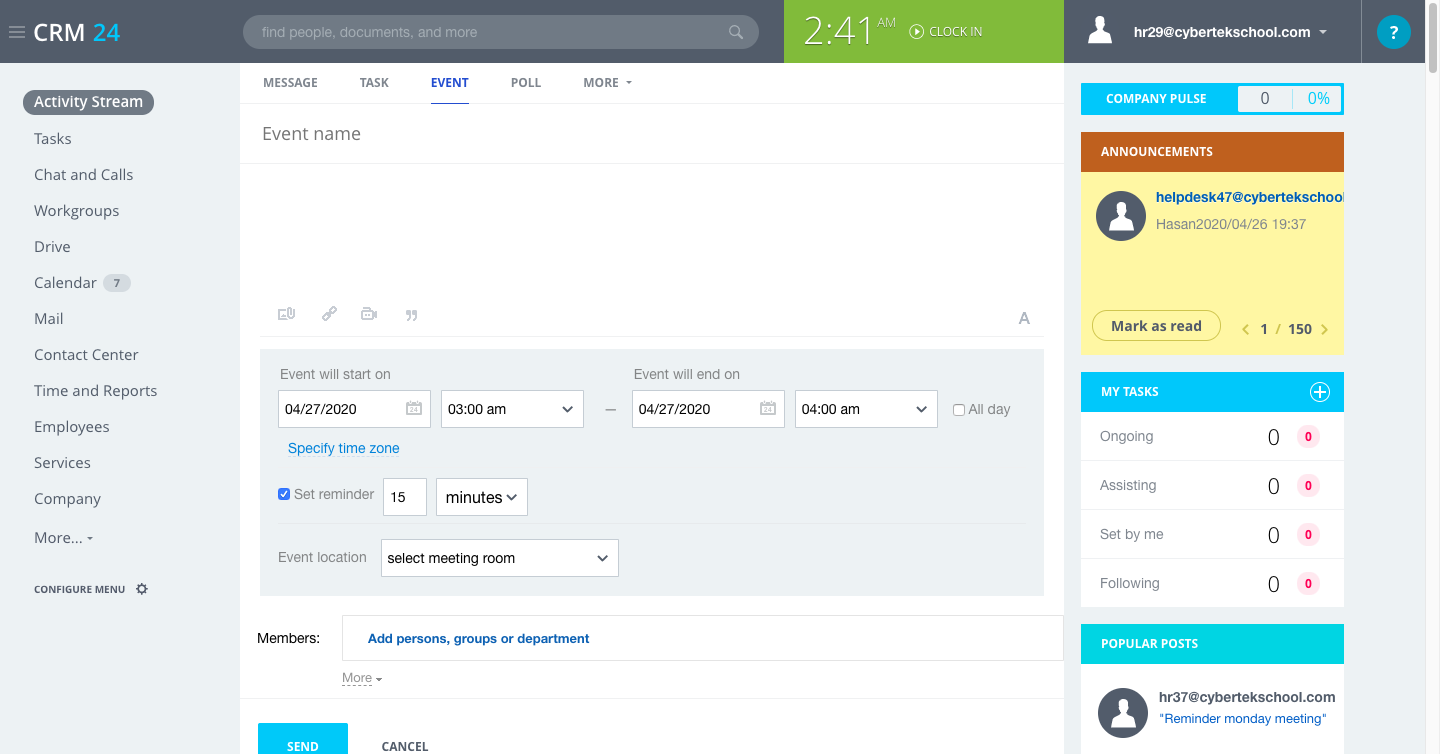 CRM 24
find people, documents, and more
2:41 AM
CLOCK IN
hr29@cybertekschool.com
?
Activity Stream
Tasks
Chat and Calls
Workgroups
Drive
Calendar 7
Mail
Contact Center
Time and Reports
Employees
Services
Company
More...
CONFIGURE MENU
MESSAGE TASK EVENT POLL MORE
Event name
A
Event will start on
Event will end on
04/27/2020 24 03:00 am — 04/27/2020 24 04:00 am All day
Specify time zone
Set reminder 15 minutes
Event location select meeting room
Members: Add persons, groups or department
More
SEND CANCEL
COMPANY PULSE 0 0%
ANNOUNCEMENTS
helpdesk47@cybertekschool
Hasan2020/04/26 19:37
Mark as read 1 / 150
MY TASKS
Ongoing 0 0
Assisting 0 0
Set by me 0 0
Following 0 0
POPULAR POSTS
hr37@cybertekschool.com
"Reminder monday meeting"